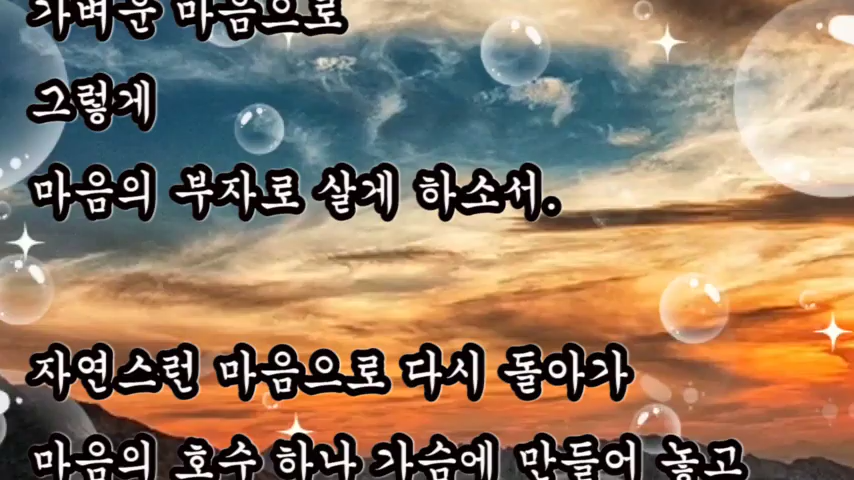 가벼운 마음으로
그렇게
마음의 부자로 살게 하소서.
자연스런 마음으로 다시 돌아가
마음의 호수 하나 가슴에 만들어 놓고